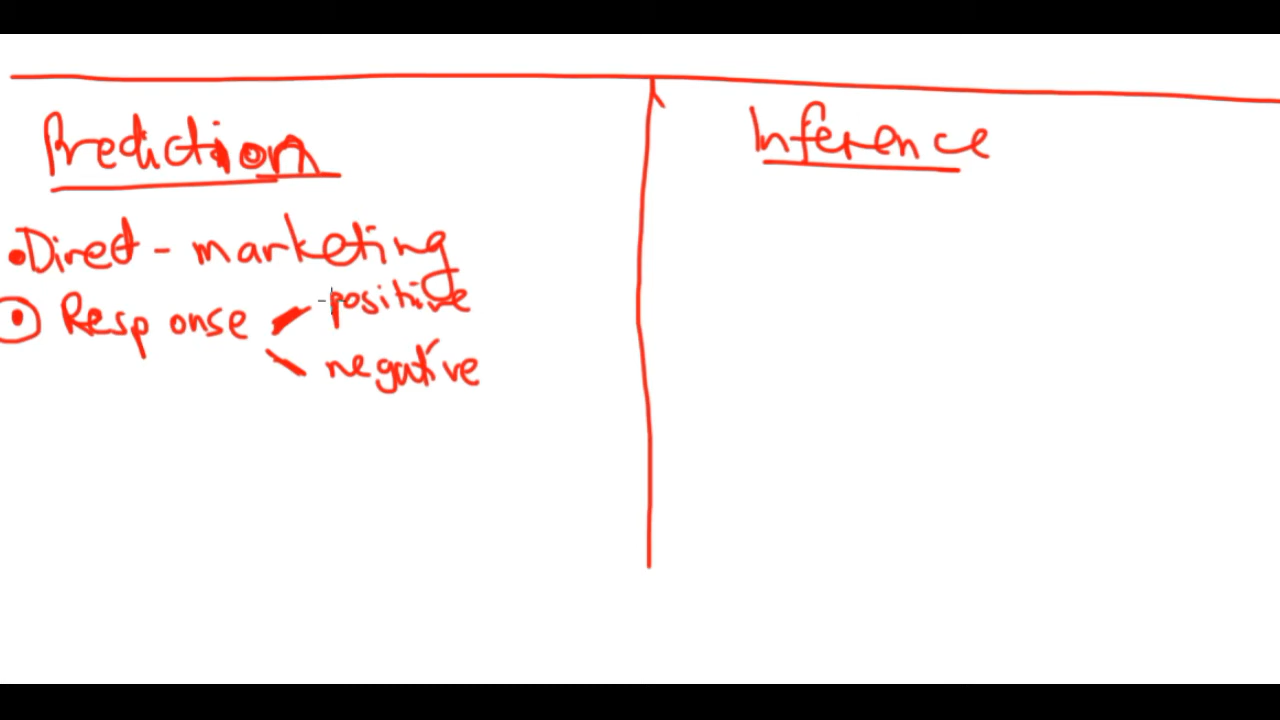 Prediction
Inference
• Direct - marketing
• Response
positive
negative